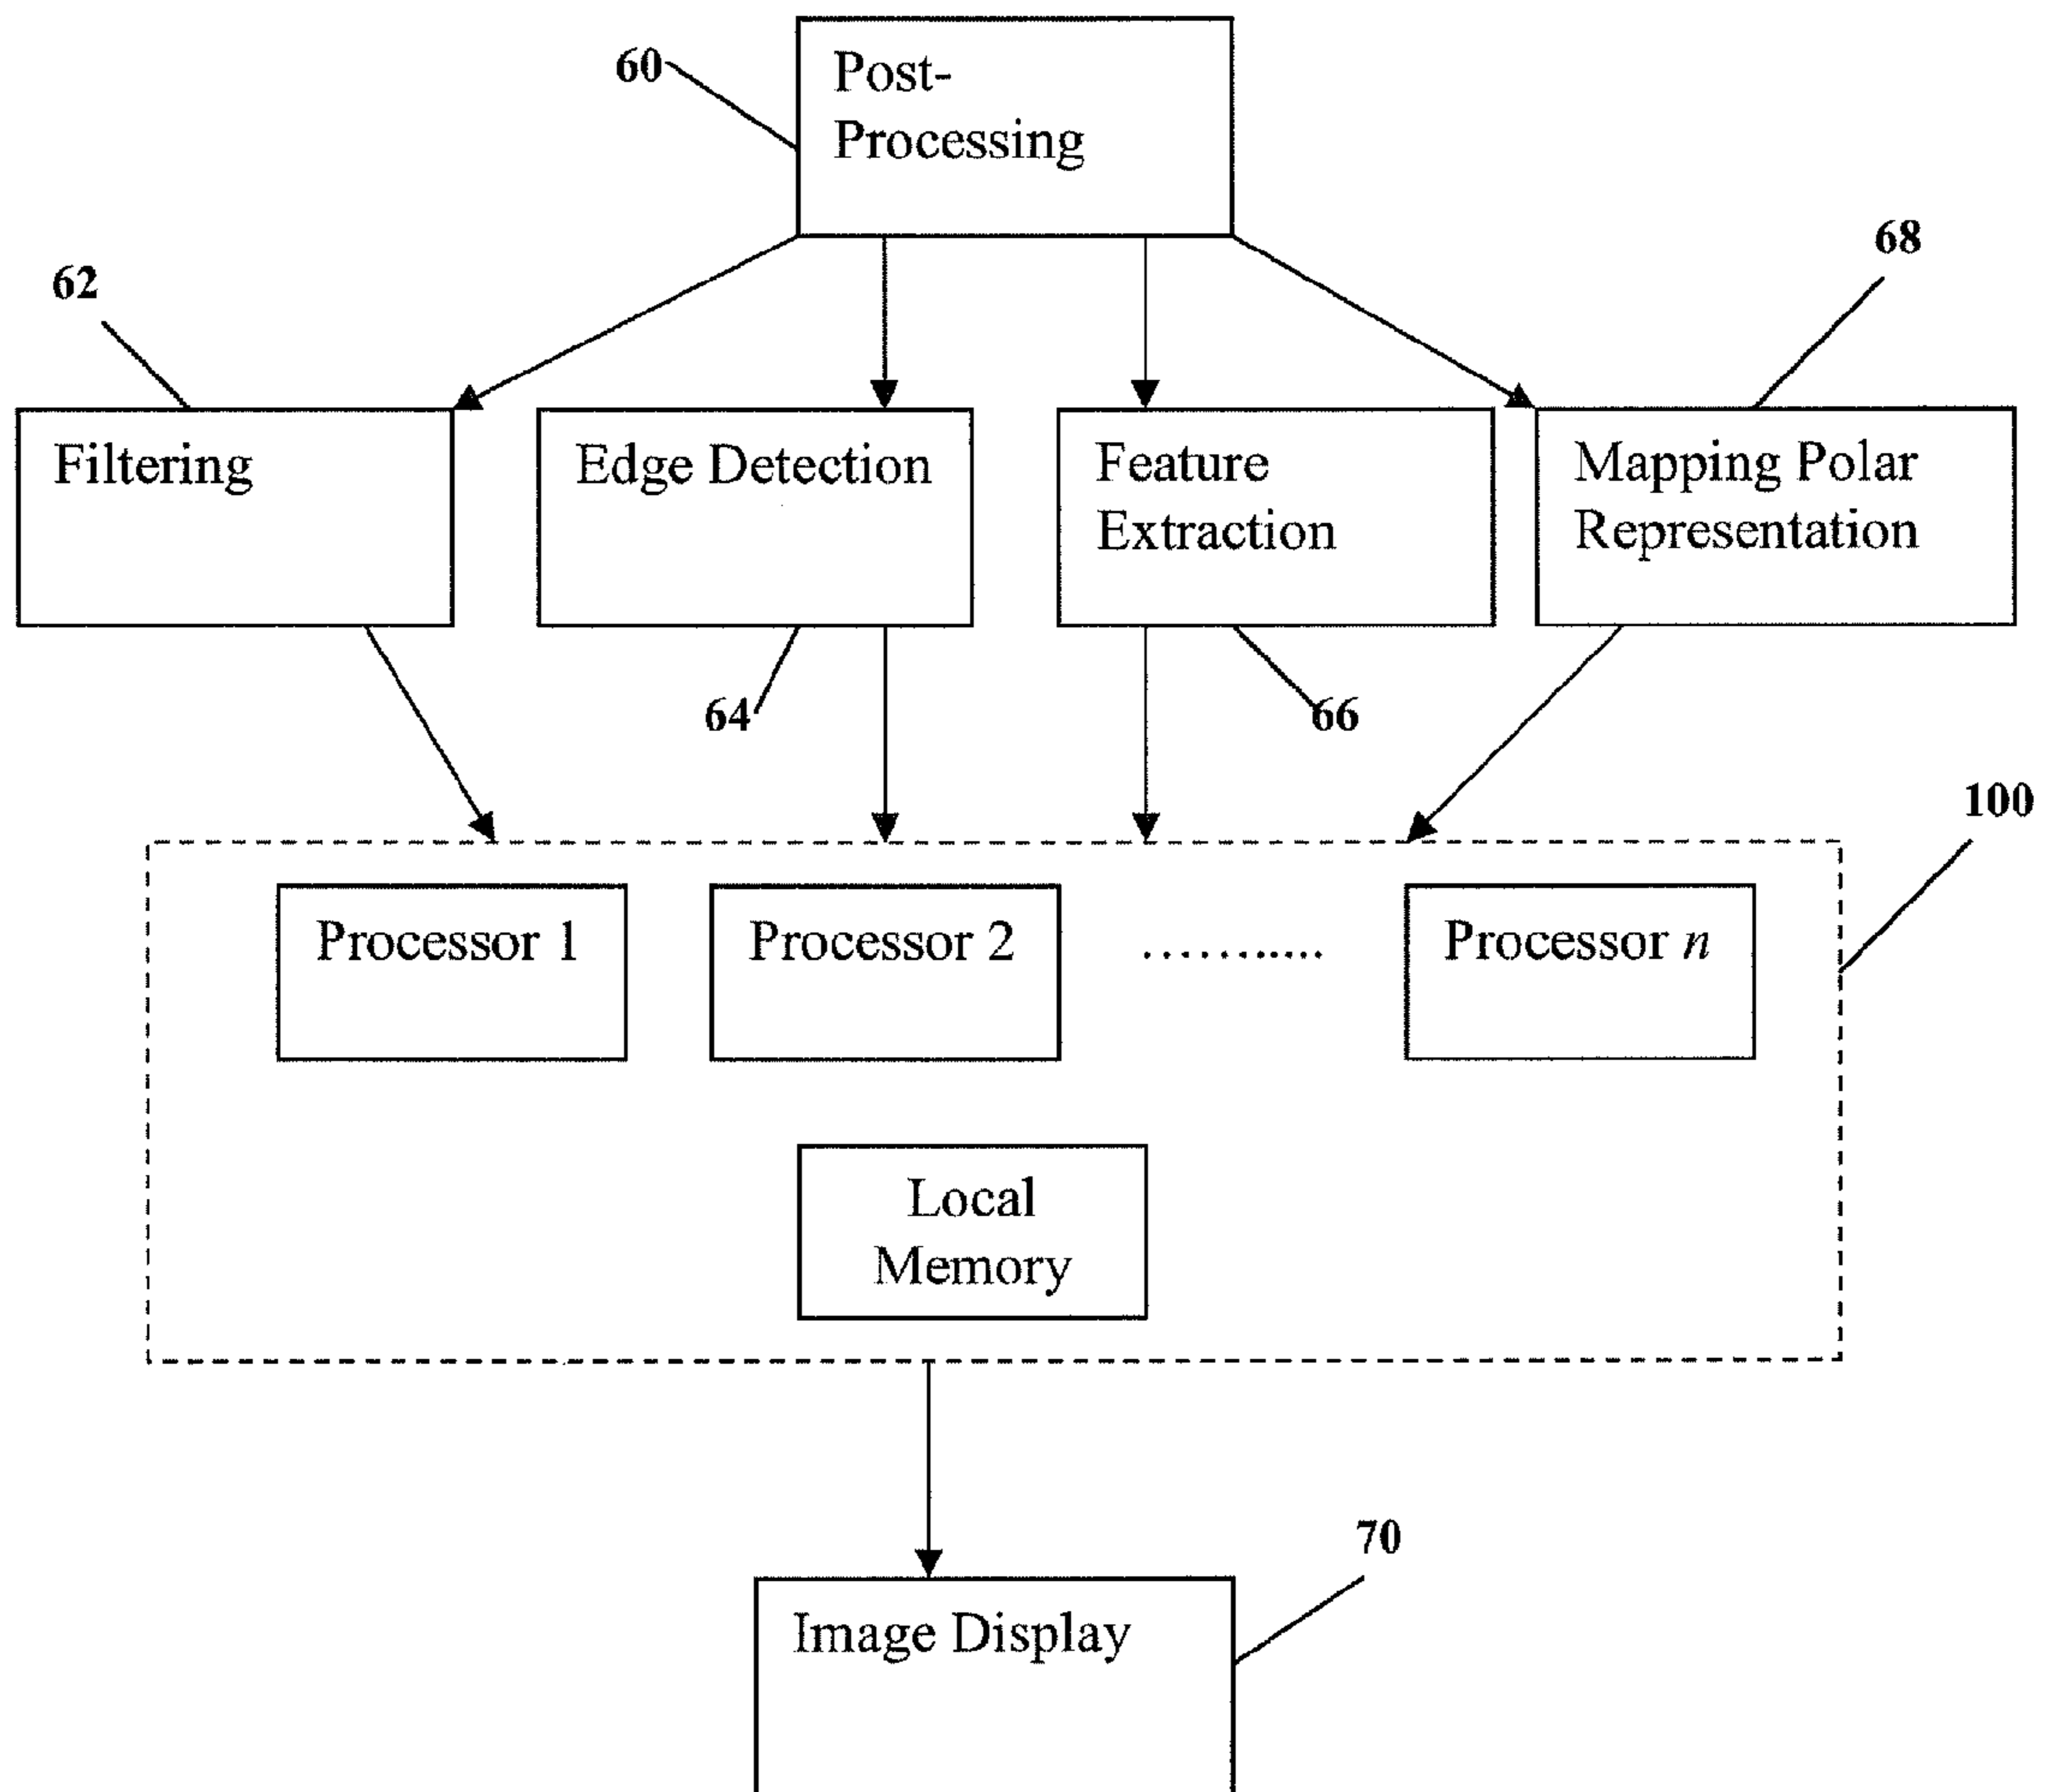 60
Post-
Processing
68
62
Filtering
Edge Detection
Feature
Extraction
Mapping Polar
Representation
64
66
100
Processor 1
Processor 2
...........
Processor n
Local
Memory
70
Image Display